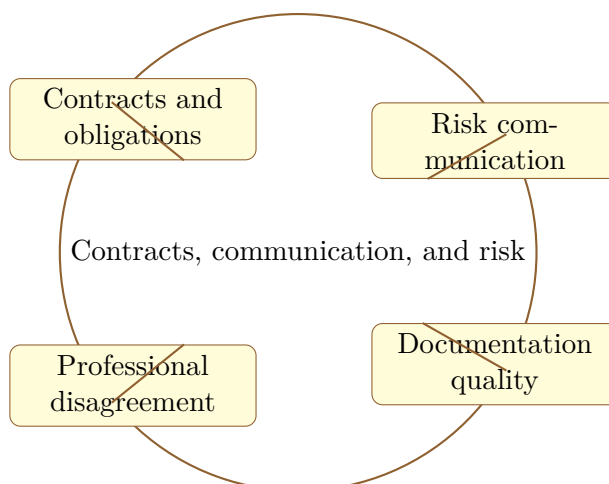 Contracts and
obligations
Risk com-
munication
Contracts, communication, and risk
Professional
disagreement
Documentation
quality